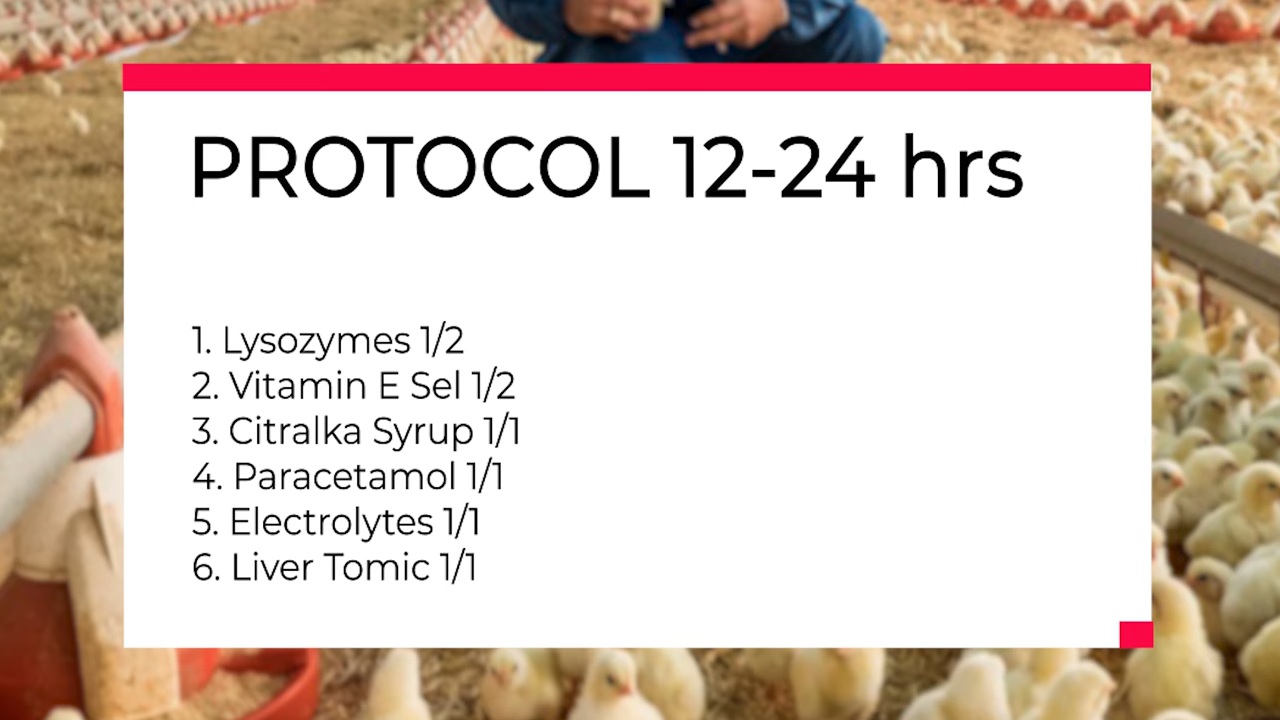 PROTOCOL 12-24 hrs
1. Lysozymes 1/2
2. Vitamin E Sel 1/2
3. Citralka Syrup 1/1
4. Paracetamol 1/1
5. Electrolytes 1/1
6. Liver Tomic 1/1